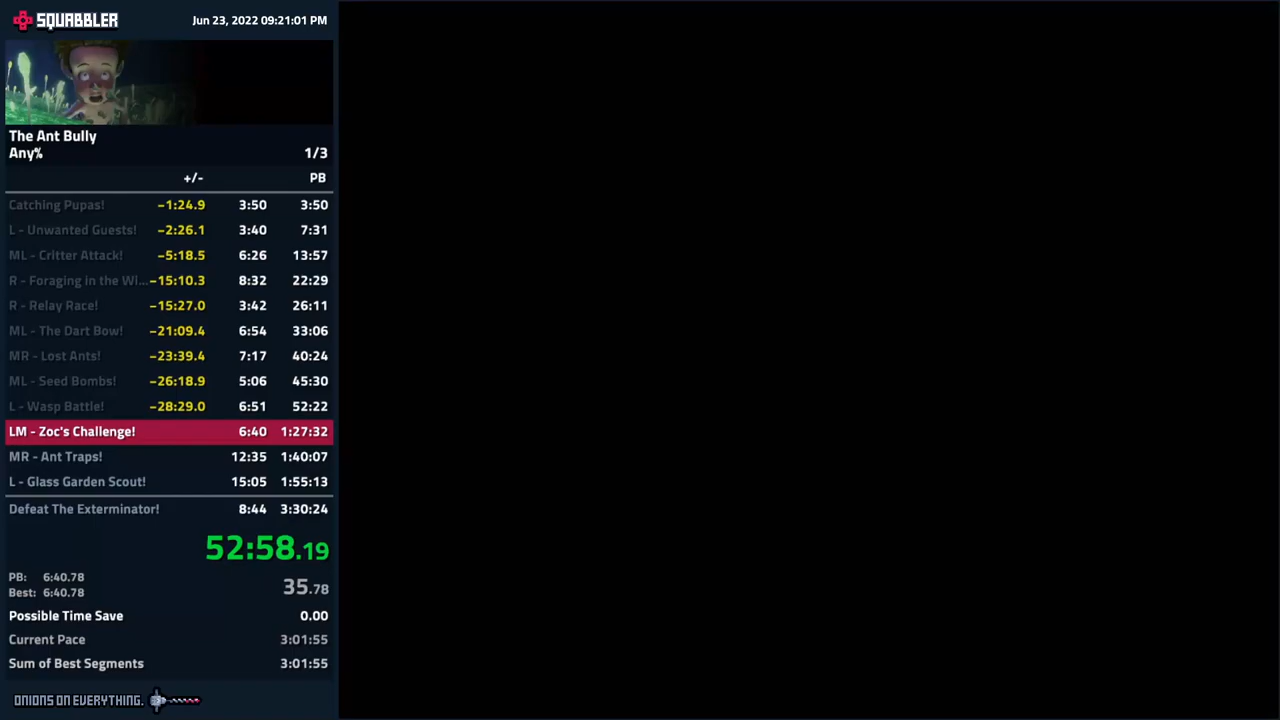 SQUABBLER Jun 23, 2022 09:21:01 PM
The Ant Bully
Any% 1/3
+/- PB
Catching Pupas! −1:24.9 3:50 3:50
L - Unwanted Guests! −2:26.1 3:40 7:31
ML - Critter Attack! −5:18.5 6:26 13:57
R - Foraging in the Wi... −15:10.3 8:32 22:29
R - Relay Race! −15:27.0 3:42 26:11
ML - The Dart Bow! −21:09.4 6:54 33:06
MR - Lost Ants! −23:39.4 7:17 40:24
ML - Seed Bombs! −26:18.9 5:06 45:30
L - Wasp Battle! −28:29.0 6:51 52:22
LM - Zoc's Challenge! 6:40 1:27:32
MR - Ant Traps! 12:35 1:40:07
L - Glass Garden Scout! 15:05 1:55:13
Defeat The Exterminator! 8:44 3:30:24
52:58.19
PB: 6:40.78 35.78
Best: 6:40.78
Possible Time Save 0.00
Current Pace 3:01:55
Sum of Best Segments 3:01:55
ONIONS ON EVERYTHING.